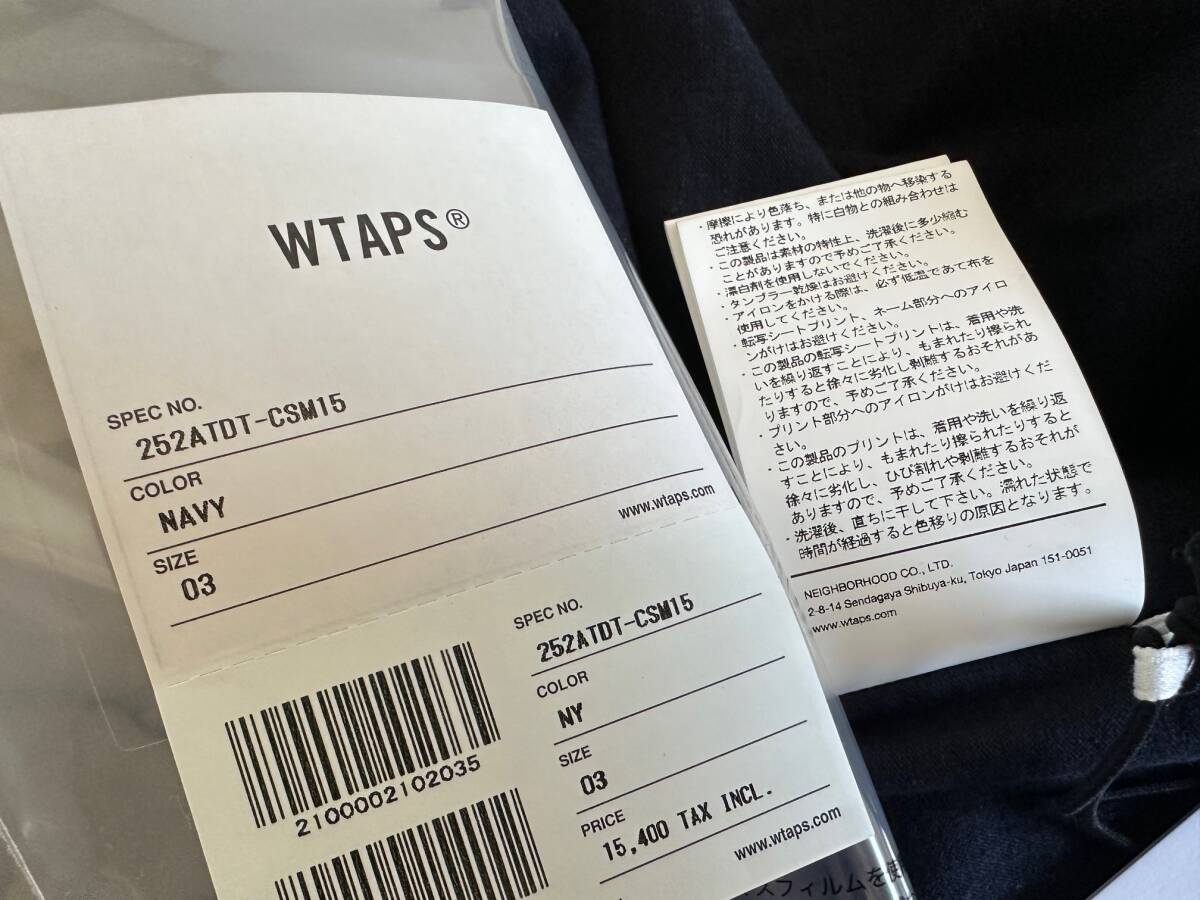 WTAPS®
SPEC NO.
252ATDT-CSM15
COLOR
NAVY
SIZE
03
www.wtaps.com
2100002102035
SPEC NO.
252ATDT-CSM15
COLOR
NY
SIZE
03
PRICE
15,400 TAX INCL.
www.wtaps.com
・摩擦により色落ち、または他の物へ移染する
恐れがあります。特に白物との組み合わせは
ご注意ください。
・この製品は素材の特性上、洗濯後に多少縮む
ことがありますので予めご了承ください。
・漂白剤を使用しないでください。
・タンブラー乾燥はお避けください。
・アイロンをかける際は、必ず低温であて布を
使用してください。
・転写シートプリント、ネーム部分へのアイロ
ンがけはお避けください。
・この製品の転写シートプリントは、着用や洗
いを繰り返すことにより、もまれたり擦られ
たりすると徐々に劣化し剥離するおそれがあ
りますので、予めご了承ください。
・プリント部分へのアイロンがけはお避けくだ
さい。
・この製品のプリントは、着用や洗いを繰り返
すことにより、もまれたり擦られたりすると
徐々に劣化し、ひび割れや剥離するおそれが
ありますので、予めご了承ください。
・洗濯後、直ちに干して下さい。濡れた状態で
時間が経過すると色移りの原因となります。
NEIGHBORHOOD CO., LTD.
2-8-14 Sendagaya Shibuya-ku, Tokyo Japan 151-0051
www.wtaps.com
スフィルムを使